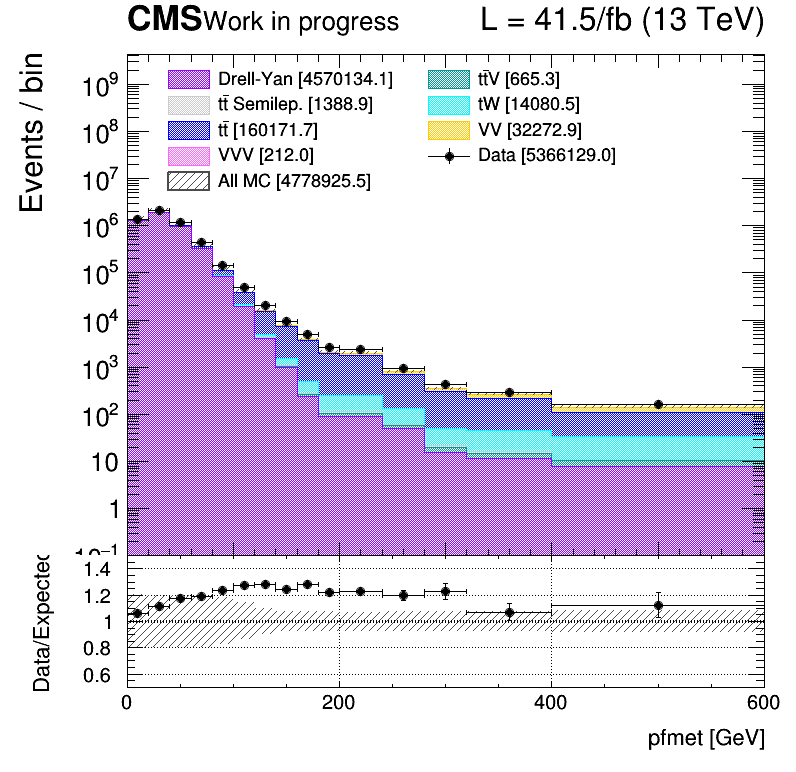 CMS Work in progress L = 41.5/fb (13 TeV)
Events / bin
Drell-Yan [4570134.1]
tt̄ Semilep. [1388.9]
tt̄ [160171.7]
VVV [212.0]
All MC [4778925.5]
tt̄V [665.3]
tW [14080.5]
VV [32272.9]
Data [5366129.0]
10⁹
10⁸
10⁷
10⁶
10⁵
10⁴
10³
10²
10
1
10⁻¹
Data/Expected
1.4
1.2
1
0.8
0.6
0 200 400 600
pfmet [GeV]